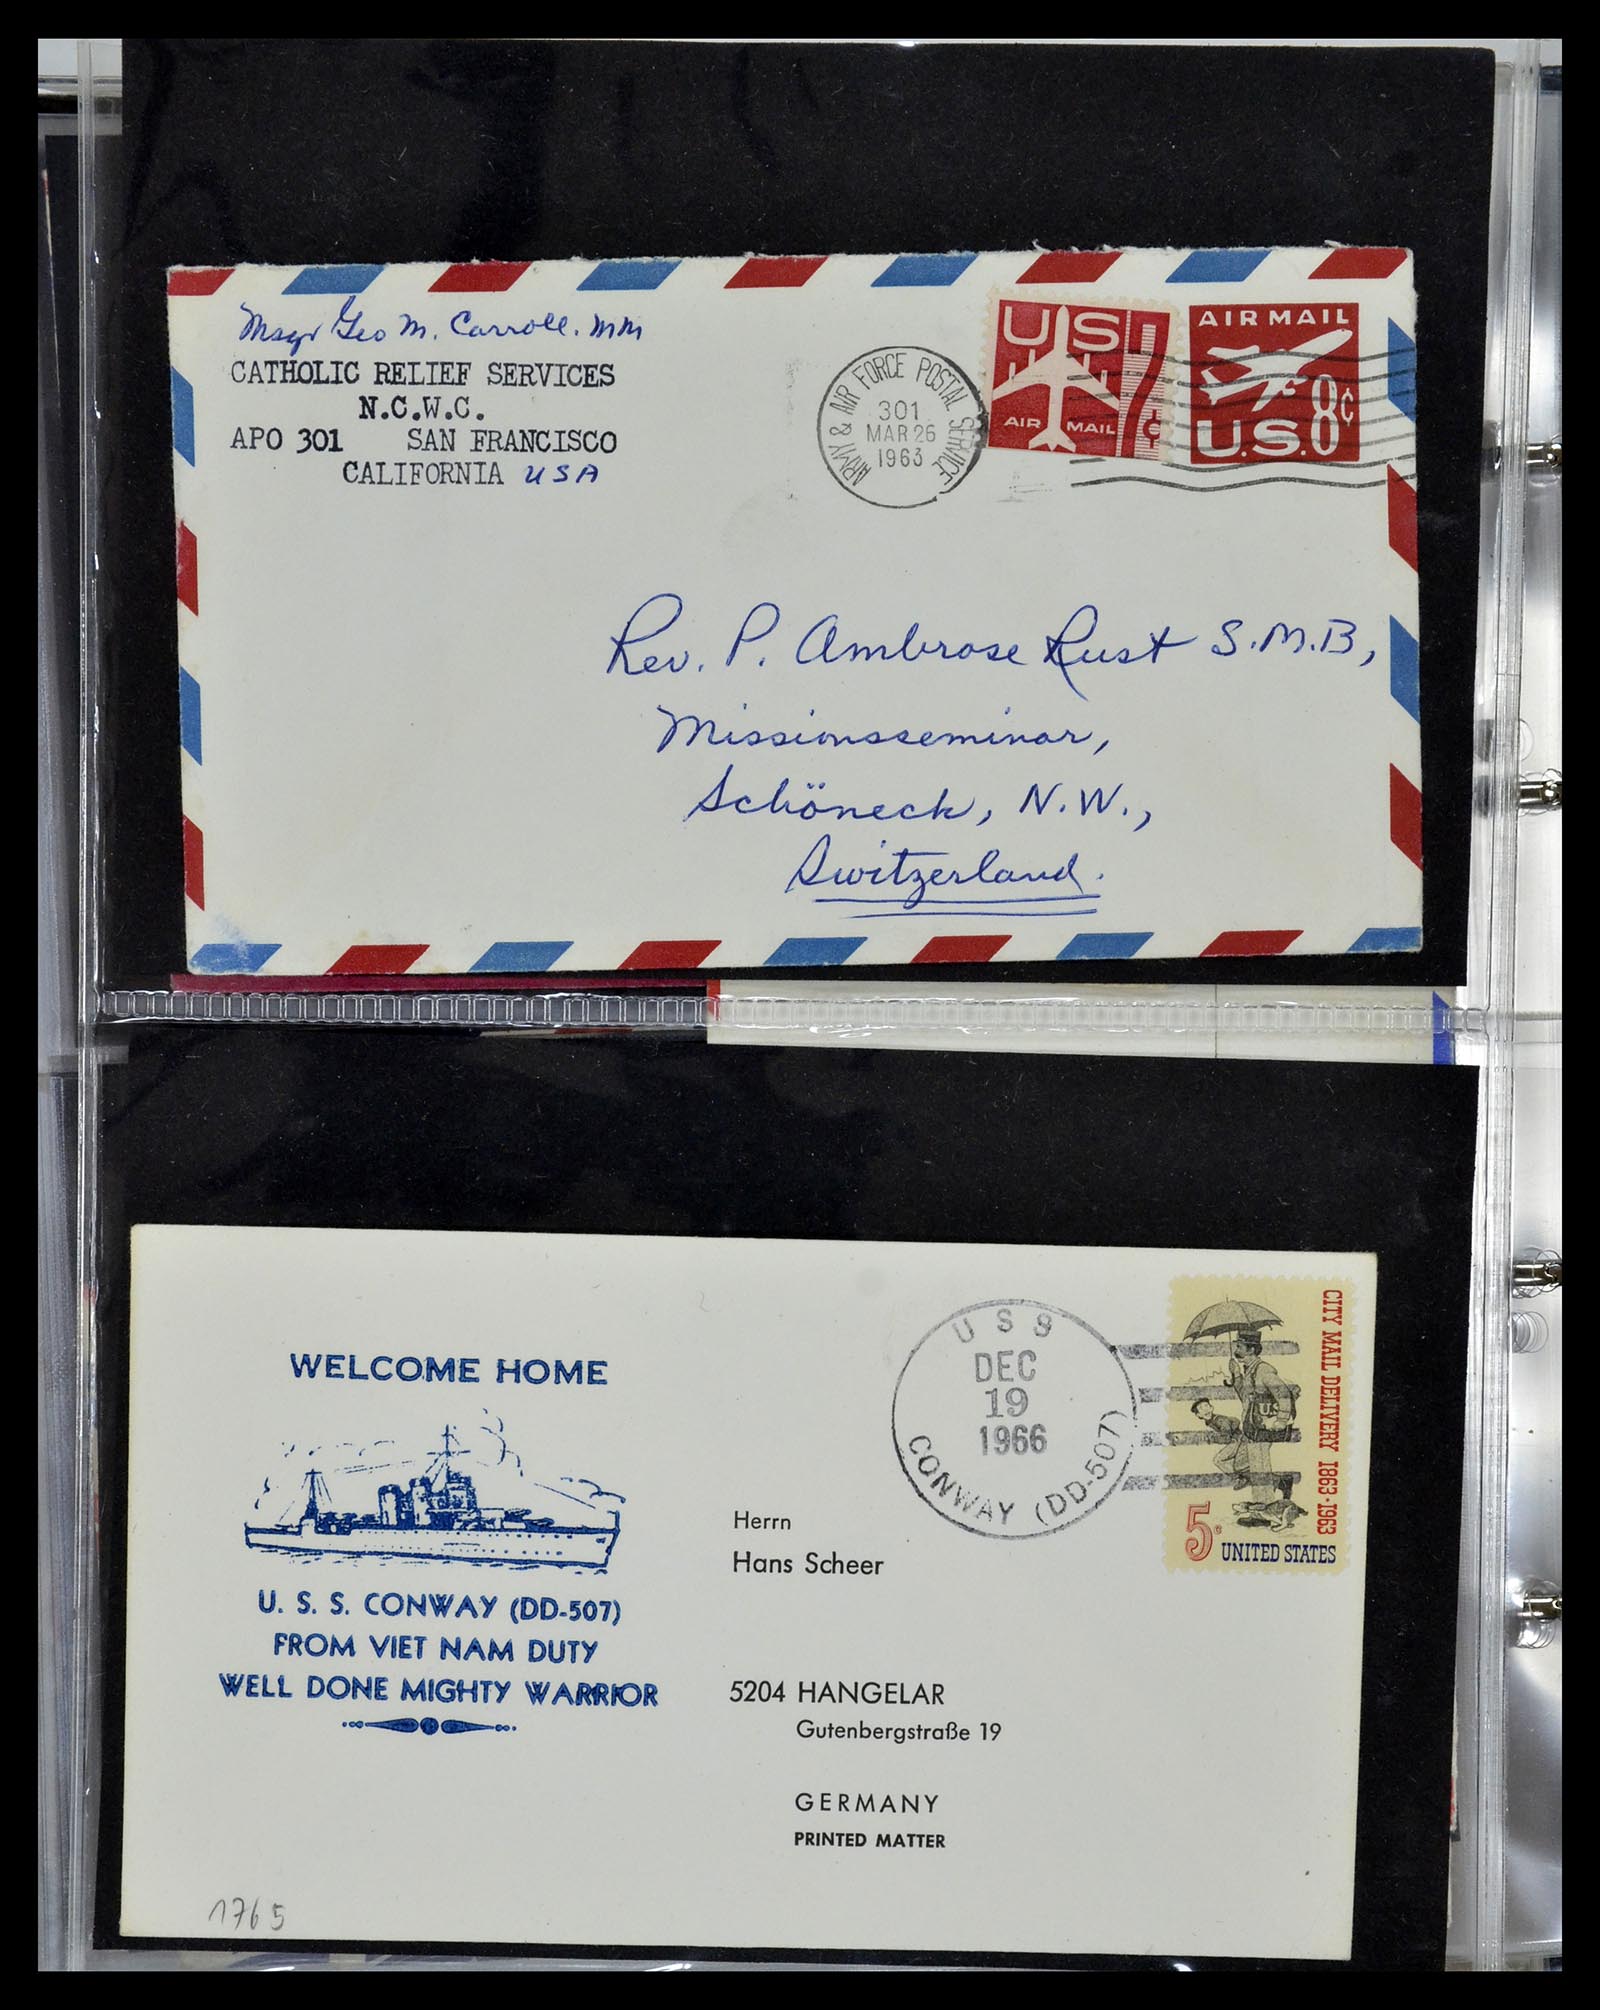 Msgr Geo M. Carroll. MM
CATHOLIC RELIEF SERVICES
N.C.W.C.
APO 301 SAN FRANCISCO
CALIFORNIA USA
ARMY & AIR FORCE POSTAL SERVICE
301
MAR 26
1963
US
AIR MAIL 7¢
AIR MAIL
8¢
U.S.
Rev. P. Ambrose Rust S.M.B,
Missionsseminar,
Schöneck, N.W.,
Switzerland.
WELCOME HOME
U. S. S. CONWAY (DD-507)
FROM VIET NAM DUTY
WELL DONE MIGHTY WARRIOR
USS
DEC
19
1966
CONWAY (DD-507)
CITY MAIL DELIVERY 1863·1963
U.S
5c
UNITED STATES
Herrn
Hans Scheer
5204 HANGELAR
Gutenbergstraße 19
GERMANY
PRINTED MATTER
1765